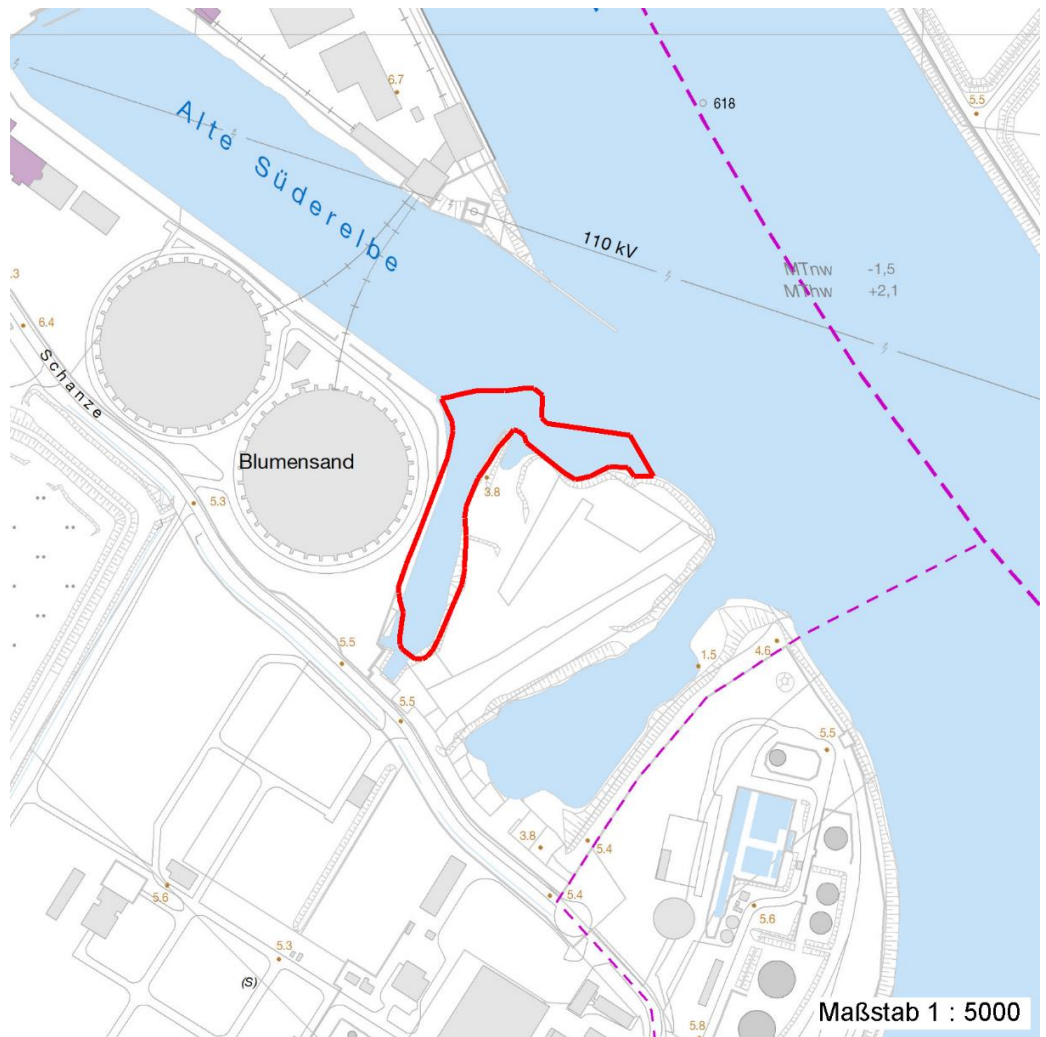 6.7
5.5
618
Alte Süderelbe
110 kV
MTnw -1,5
MThw +2,1
.3
6.4
Schanze
Blumensand
3.8
5.3
5.5
1.5
4.6
5.5
5.5
3.8
5.4
5.4
5.6
5.6
5.3
(S)
5.8
Maßstab 1 : 5000